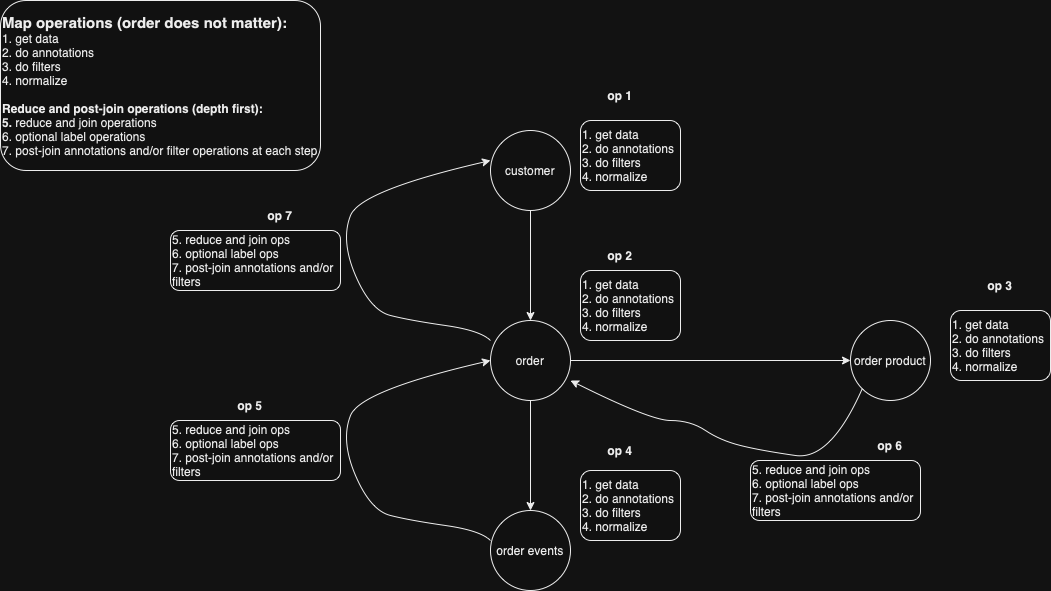 Map operations (order does not matter):
1. get data
2. do annotations
3. do filters
4. normalize
Reduce and post-join operations (depth first):
5. reduce and join operations
6. optional label operations
7. post-join annotations and/or filter operations at each step
op 1
customer
1. get data
2. do annotations
3. do filters
4. normalize
op 7
5. reduce and join ops
6. optional label ops
7. post-join annotations and/or
filters
op 2
1. get data
2. do annotations
3. do filters
4. normalize
op 3
1. get data
2. do annotations
3. do filters
4. normalize
order
order product
op 5
5. reduce and join ops
6. optional label ops
7. post-join annotations and/or
filters
op 4
1. get data
2. do annotations
3. do filters
4. normalize
op 6
5. reduce and join ops
6. optional label ops
7. post-join annotations and/or
filters
order events